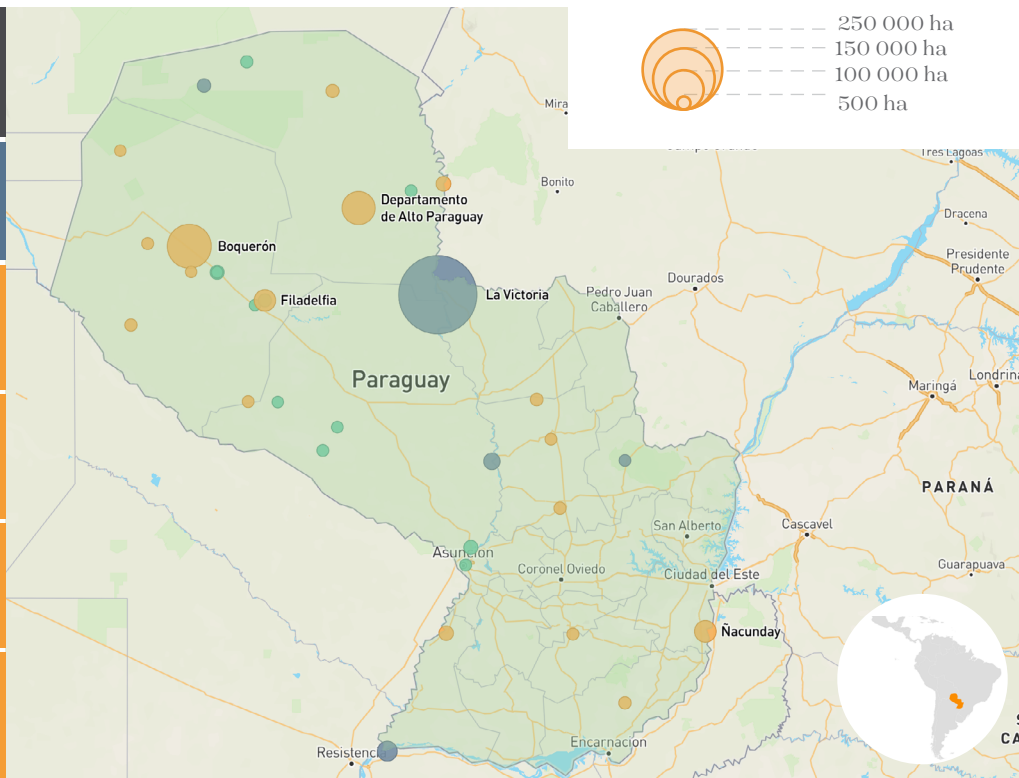 250 000 ha
150 000 ha
100 000 ha
500 ha
Mira
Tres Lagoas
Bonito
Departamento
de Alto Paraguay
Dracena
Boquerón
Presidente
Prudente
Dourados
La Victoria
Pedro Juan
Caballero
Filadelfia
Paraguay
Londrina
Maringá
PARANÁ
San Alberto
Cascavel
Asunción
Coronel Oviedo
Ciudad del Este
Guarapuava
Ñacunday
Encarnación
Resistencia
CA